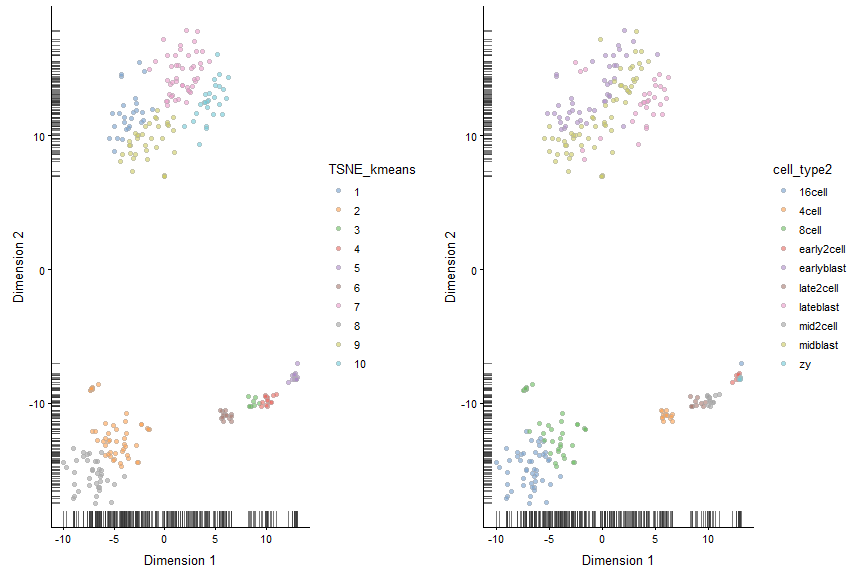 10
0
-10
Dimension 2
-10
-5
0
5
10
Dimension 1
TSNE_kmeans
1
2
3
4
5
6
7
8
9
10
10
0
-10
Dimension 2
-10
-5
0
5
10
Dimension 1
cell_type2
16cell
4cell
8cell
early2cell
earlyblast
late2cell
lateblast
mid2cell
midblast
zy